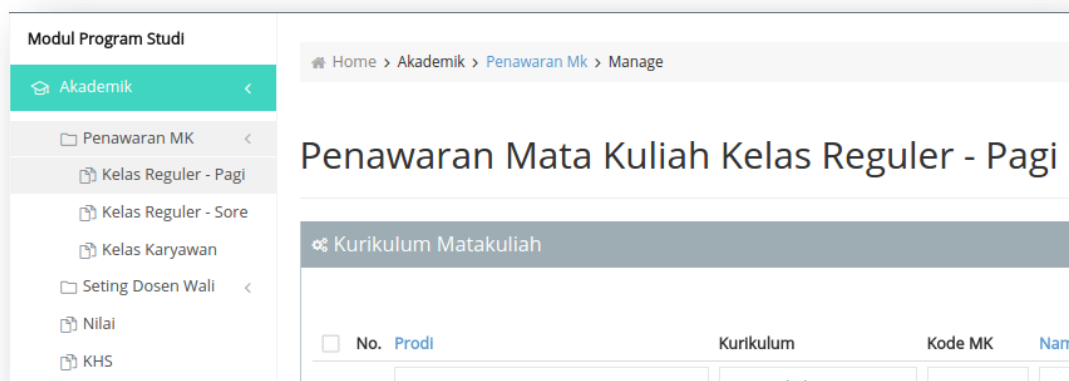 Modul Program Studi
Akademik
Penawaran MK
Kelas Reguler - Pagi
Kelas Reguler - Sore
Kelas Karyawan
Seting Dosen Wali
Nilai
KHS
Home > Akademik > Penawaran Mk > Manage
Penawaran Mata Kuliah Kelas Reguler - Pagi
Kurikulum Matakuliah
No. Prodi Kurikulum Kode MK